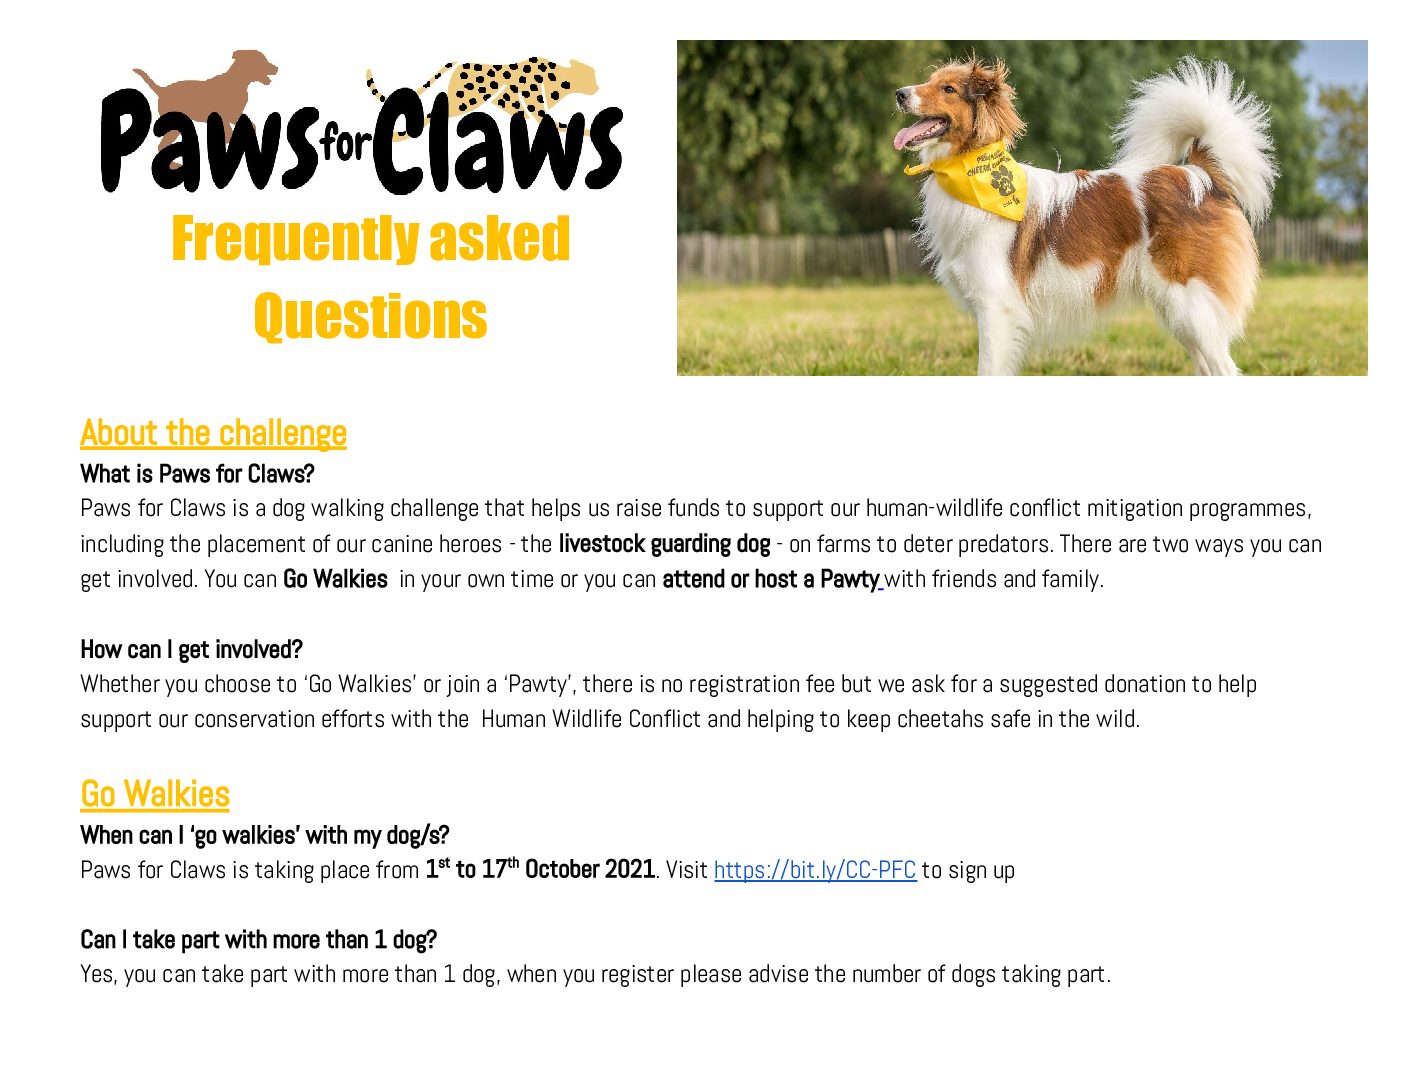 Paws for Claws
Frequently asked
Questions
About the challenge
What is Paws for Claws?
Paws for Claws is a dog walking challenge that helps us raise funds to support our human-wildlife conflict mitigation programmes,
including the placement of our canine heroes - the livestock guarding dog - on farms to deter predators. There are two ways you can
get involved. You can Go Walkies  in your own time or you can attend or host a Pawty with friends and family.
How can I get involved?
Whether you choose to ‘Go Walkies’ or join a ‘Pawty’, there is no registration fee but we ask for a suggested donation to help
support our conservation efforts with the  Human Wildlife Conflict and helping to keep cheetahs safe in the wild.
Go Walkies
When can I ‘go walkies’ with my dog/s?
Paws for Claws is taking place from 1st to 17th October 2021. Visit https://bit.ly/CC-PFC to sign up
Can I take part with more than 1 dog?
Yes, you can take part with more than 1 dog, when you register please advise the number of dogs taking part.